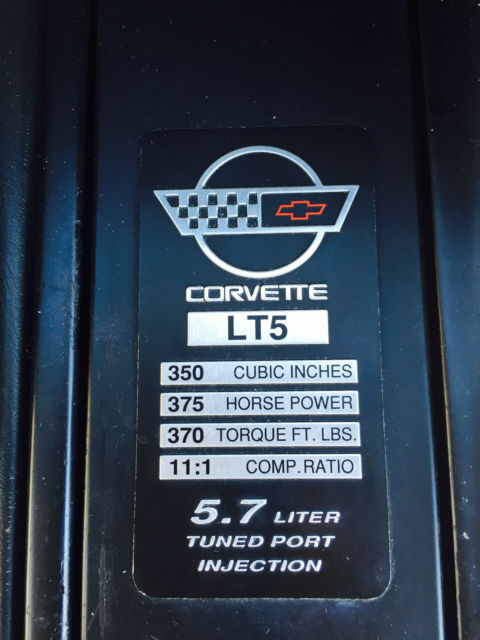 CORVETTE
LT5
350 CUBIC INCHES
375 HORSE POWER
370 TORQUE FT. LBS.
11:1 COMP.RATIO
5.7 LITER
TUNED PORT
INJECTION